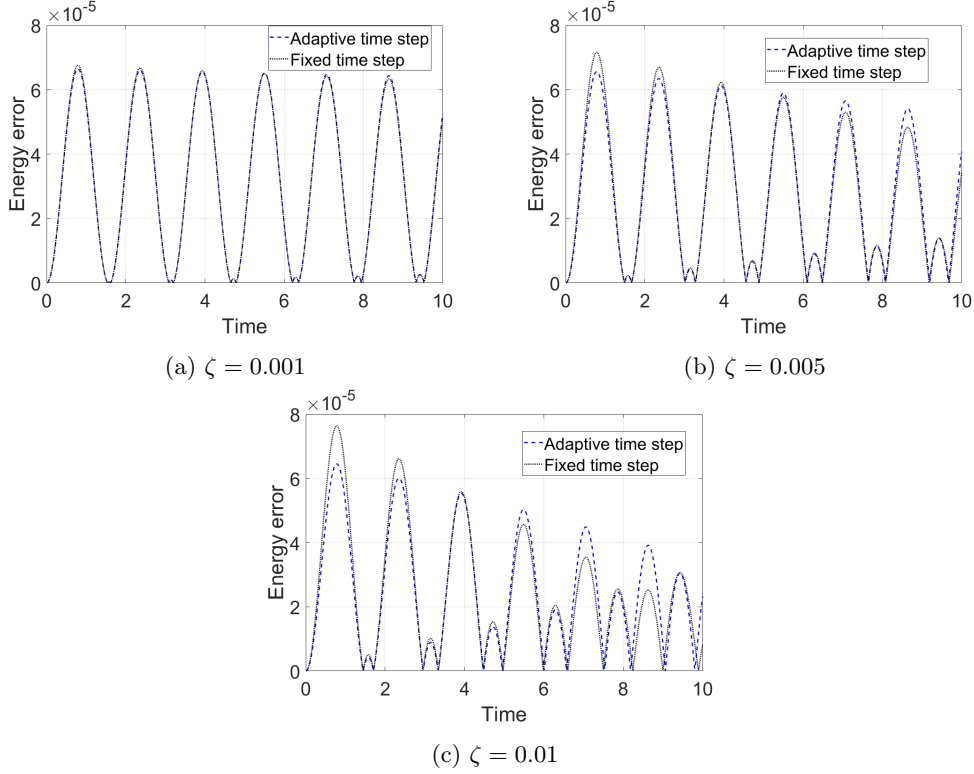 ×10⁻⁵
8
6
4
2
0
Energy error
Adaptive time step
Fixed time step
0 2 4 6 8 10
Time
(a) ζ = 0.001
×10⁻⁵
8
6
4
2
0
Energy error
Adaptive time step
Fixed time step
0 2 4 6 8 10
Time
(b) ζ = 0.005
×10⁻⁵
8
6
4
2
0
Energy error
Adaptive time step
Fixed time step
0 2 4 6 8 10
Time
(c) ζ = 0.01